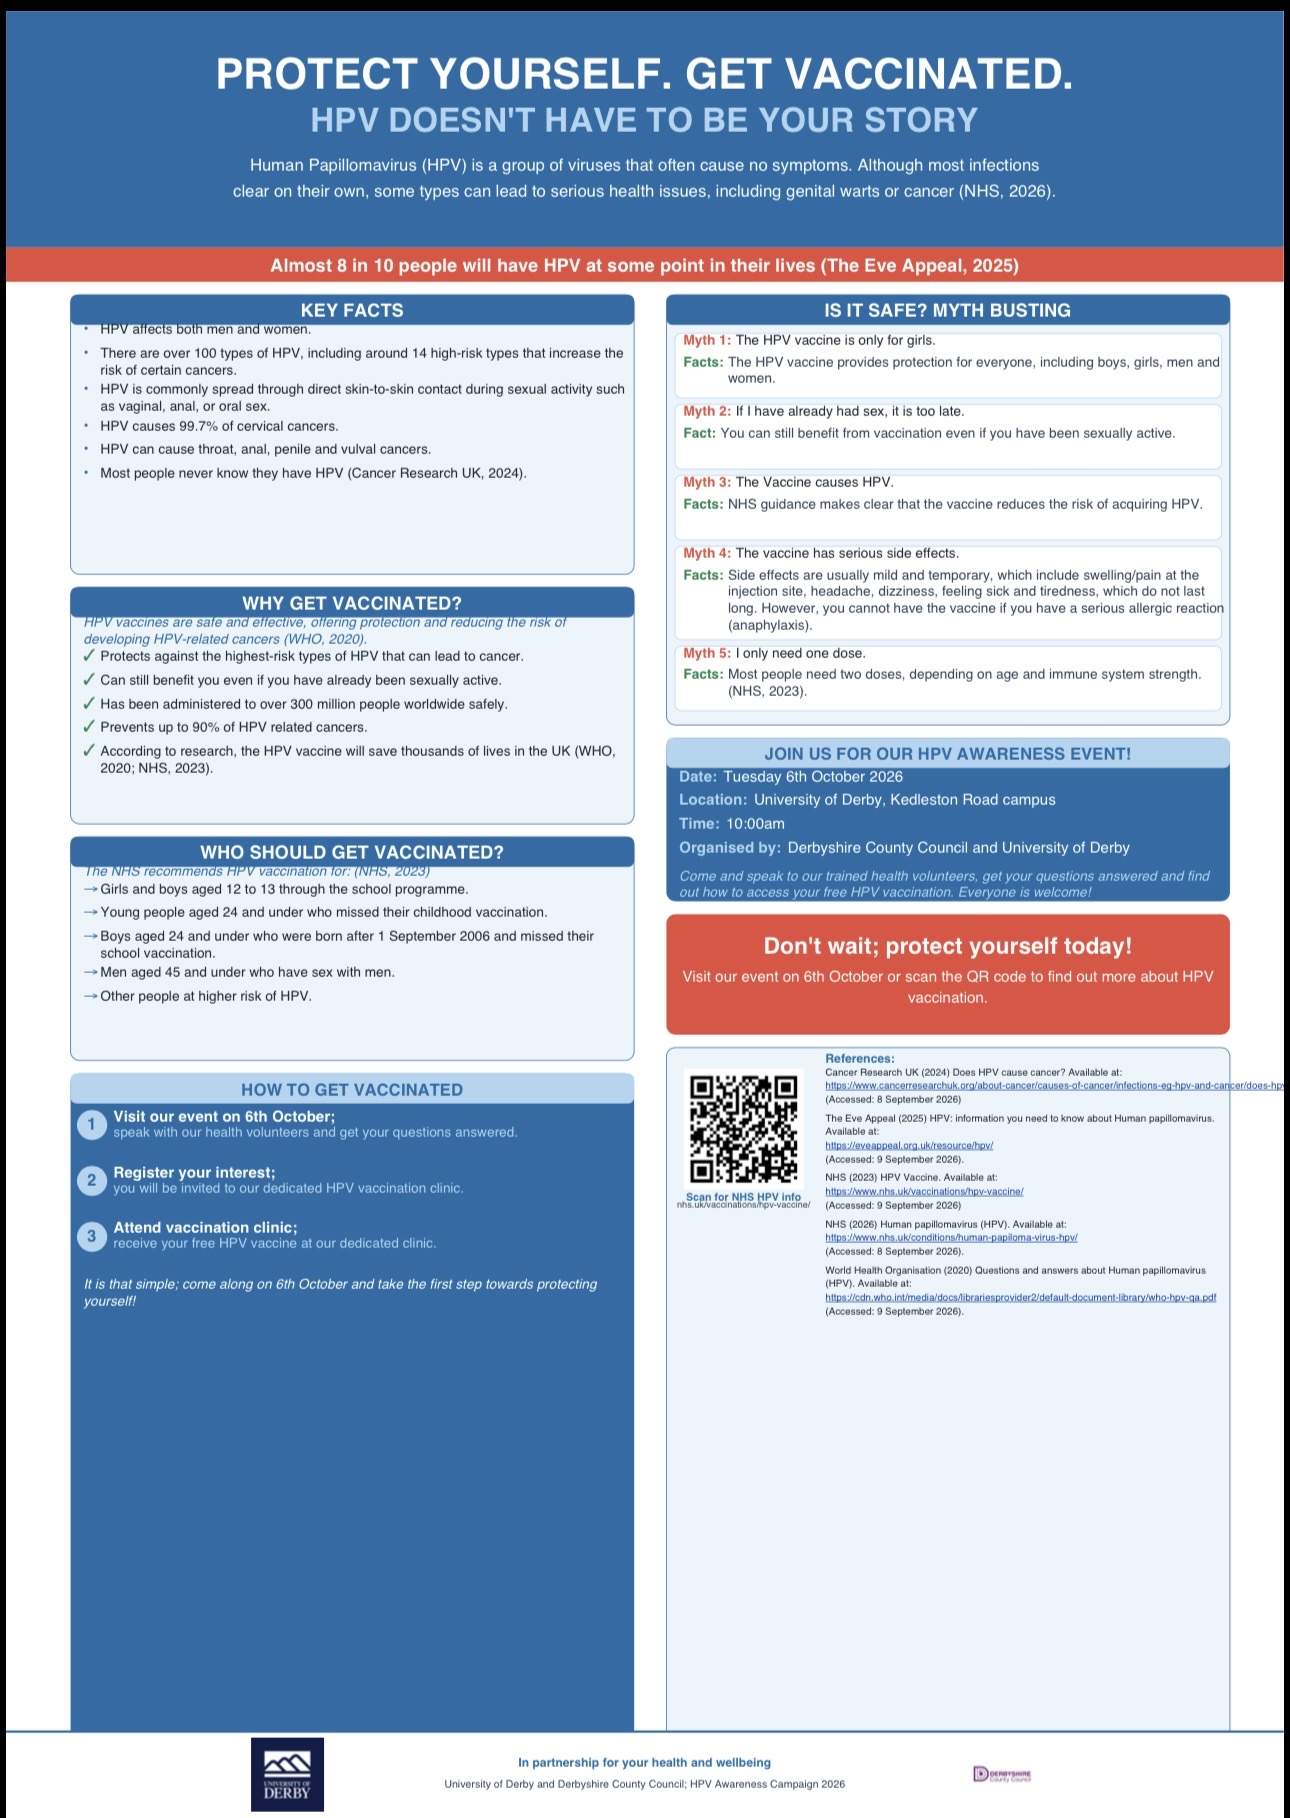 PROTECT YOURSELF. GET VACCINATED.
HPV DOESN'T HAVE TO BE YOUR STORY
Human Papillomavirus (HPV) is a group of viruses that often cause no symptoms. Although most infections
clear on their own, some types can lead to serious health issues, including genital warts or cancer (NHS, 2026).
Almost 8 in 10 people will have HPV at some point in their lives (The Eve Appeal, 2025)
KEY FACTS
• HPV affects both men and women.
• There are over 100 types of HPV, including around 14 high-risk types that increase the
risk of certain cancers.
• HPV is commonly spread through direct skin-to-skin contact during sexual activity such
as vaginal, anal, or oral sex.
• HPV causes 99.7% of cervical cancers.
• HPV can cause throat, anal, penile and vulval cancers.
• Most people never know they have HPV (Cancer Research UK, 2024).
WHY GET VACCINATED?
HPV vaccines are safe and effective, offering protection and reducing the risk of
developing HPV-related cancers (WHO, 2020).
✓ Protects against the highest-risk types of HPV that can lead to cancer.
✓ Can still benefit you even if you have already been sexually active.
✓ Has been administered to over 300 million people worldwide safely.
✓ Prevents up to 90% of HPV related cancers.
✓ According to research, the HPV vaccine will save thousands of lives in the UK (WHO,
2020; NHS, 2023).
WHO SHOULD GET VACCINATED?
The NHS recommends HPV vaccination for: (NHS, 2023)
→ Girls and boys aged 12 to 13 through the school programme.
→ Young people aged 24 and under who missed their childhood vaccination.
→ Boys aged 24 and under who were born after 1 September 2006 and missed their
school vaccination.
→ Men aged 45 and under who have sex with men.
→ Other people at higher risk of HPV.
HOW TO GET VACCINATED
1 Visit our event on 6th October;
speak with our health volunteers and get your questions answered.
2 Register your interest;
you will be invited to our dedicated HPV vaccination clinic.
3 Attend vaccination clinic;
receive your free HPV vaccine at our dedicated clinic.
It is that simple; come along on 6th October and take the first step towards protecting
yourself!
IS IT SAFE? MYTH BUSTING
Myth 1: The HPV vaccine is only for girls.
Facts: The HPV vaccine provides protection for everyone, including boys, girls, men and
women.
Myth 2: If I have already had sex, it is too late.
Fact: You can still benefit from vaccination even if you have been sexually active.
Myth 3: The Vaccine causes HPV.
Facts: NHS guidance makes clear that the vaccine reduces the risk of acquiring HPV.
Myth 4: The vaccine has serious side effects.
Facts: Side effects are usually mild and temporary, which include swelling/pain at the
injection site, headache, dizziness, feeling sick and tiredness, which do not last
long. However, you cannot have the vaccine if you have a serious allergic reaction
(anaphylaxis).
Myth 5: I only need one dose.
Facts: Most people need two doses, depending on age and immune system strength.
(NHS, 2023).
JOIN US FOR OUR HPV AWARENESS EVENT!
Date: Tuesday 6th October 2026
Location: University of Derby, Kedleston Road campus
Time: 10:00am
Organised by: Derbyshire County Council and University of Derby
Come and speak to our trained health volunteers, get your questions answered and find
out how to access your free HPV vaccination. Everyone is welcome!
Don't wait; protect yourself today!
Visit our event on 6th October or scan the QR code to find out more about HPV
vaccination.
Scan for NHS HPV info
nhs.uk/vaccinations/hpv-vaccine/
References:
Cancer Research UK (2024) Does HPV cause cancer? Available at:
https://www.cancerresearchuk.org/about-cancer/causes-of-cancer/infections-eg-hpv-and-cancer/does-hpv
(Accessed: 8 September 2026)
The Eve Appeal (2025) HPV: information you need to know about Human papillomavirus.
Available at:
https://eveappeal.org.uk/resource/hpv/
(Accessed: 9 September 2026).
NHS (2023) HPV Vaccine. Available at:
https://www.nhs.uk/vaccinations/hpv-vaccine/
(Accessed: 9 September 2026)
NHS (2026) Human papillomavirus (HPV). Available at:
https://www.nhs.uk/conditions/human-papiloma-virus-hpv/
(Accessed: 8 September 2026).
World Health Organisation (2020) Questions and answers about Human papillomavirus
(HPV). Available at:
https://cdn.who.int/media/docs/librariesprovider2/default-document-library/who-hpv-qa.pdf
(Accessed: 9 September 2026).
UNIVERSITY OF
DERBY
In partnership for your health and wellbeing
University of Derby and Derbyshire County Council; HPV Awareness Campaign 2026
DERBYSHIRE
County Council